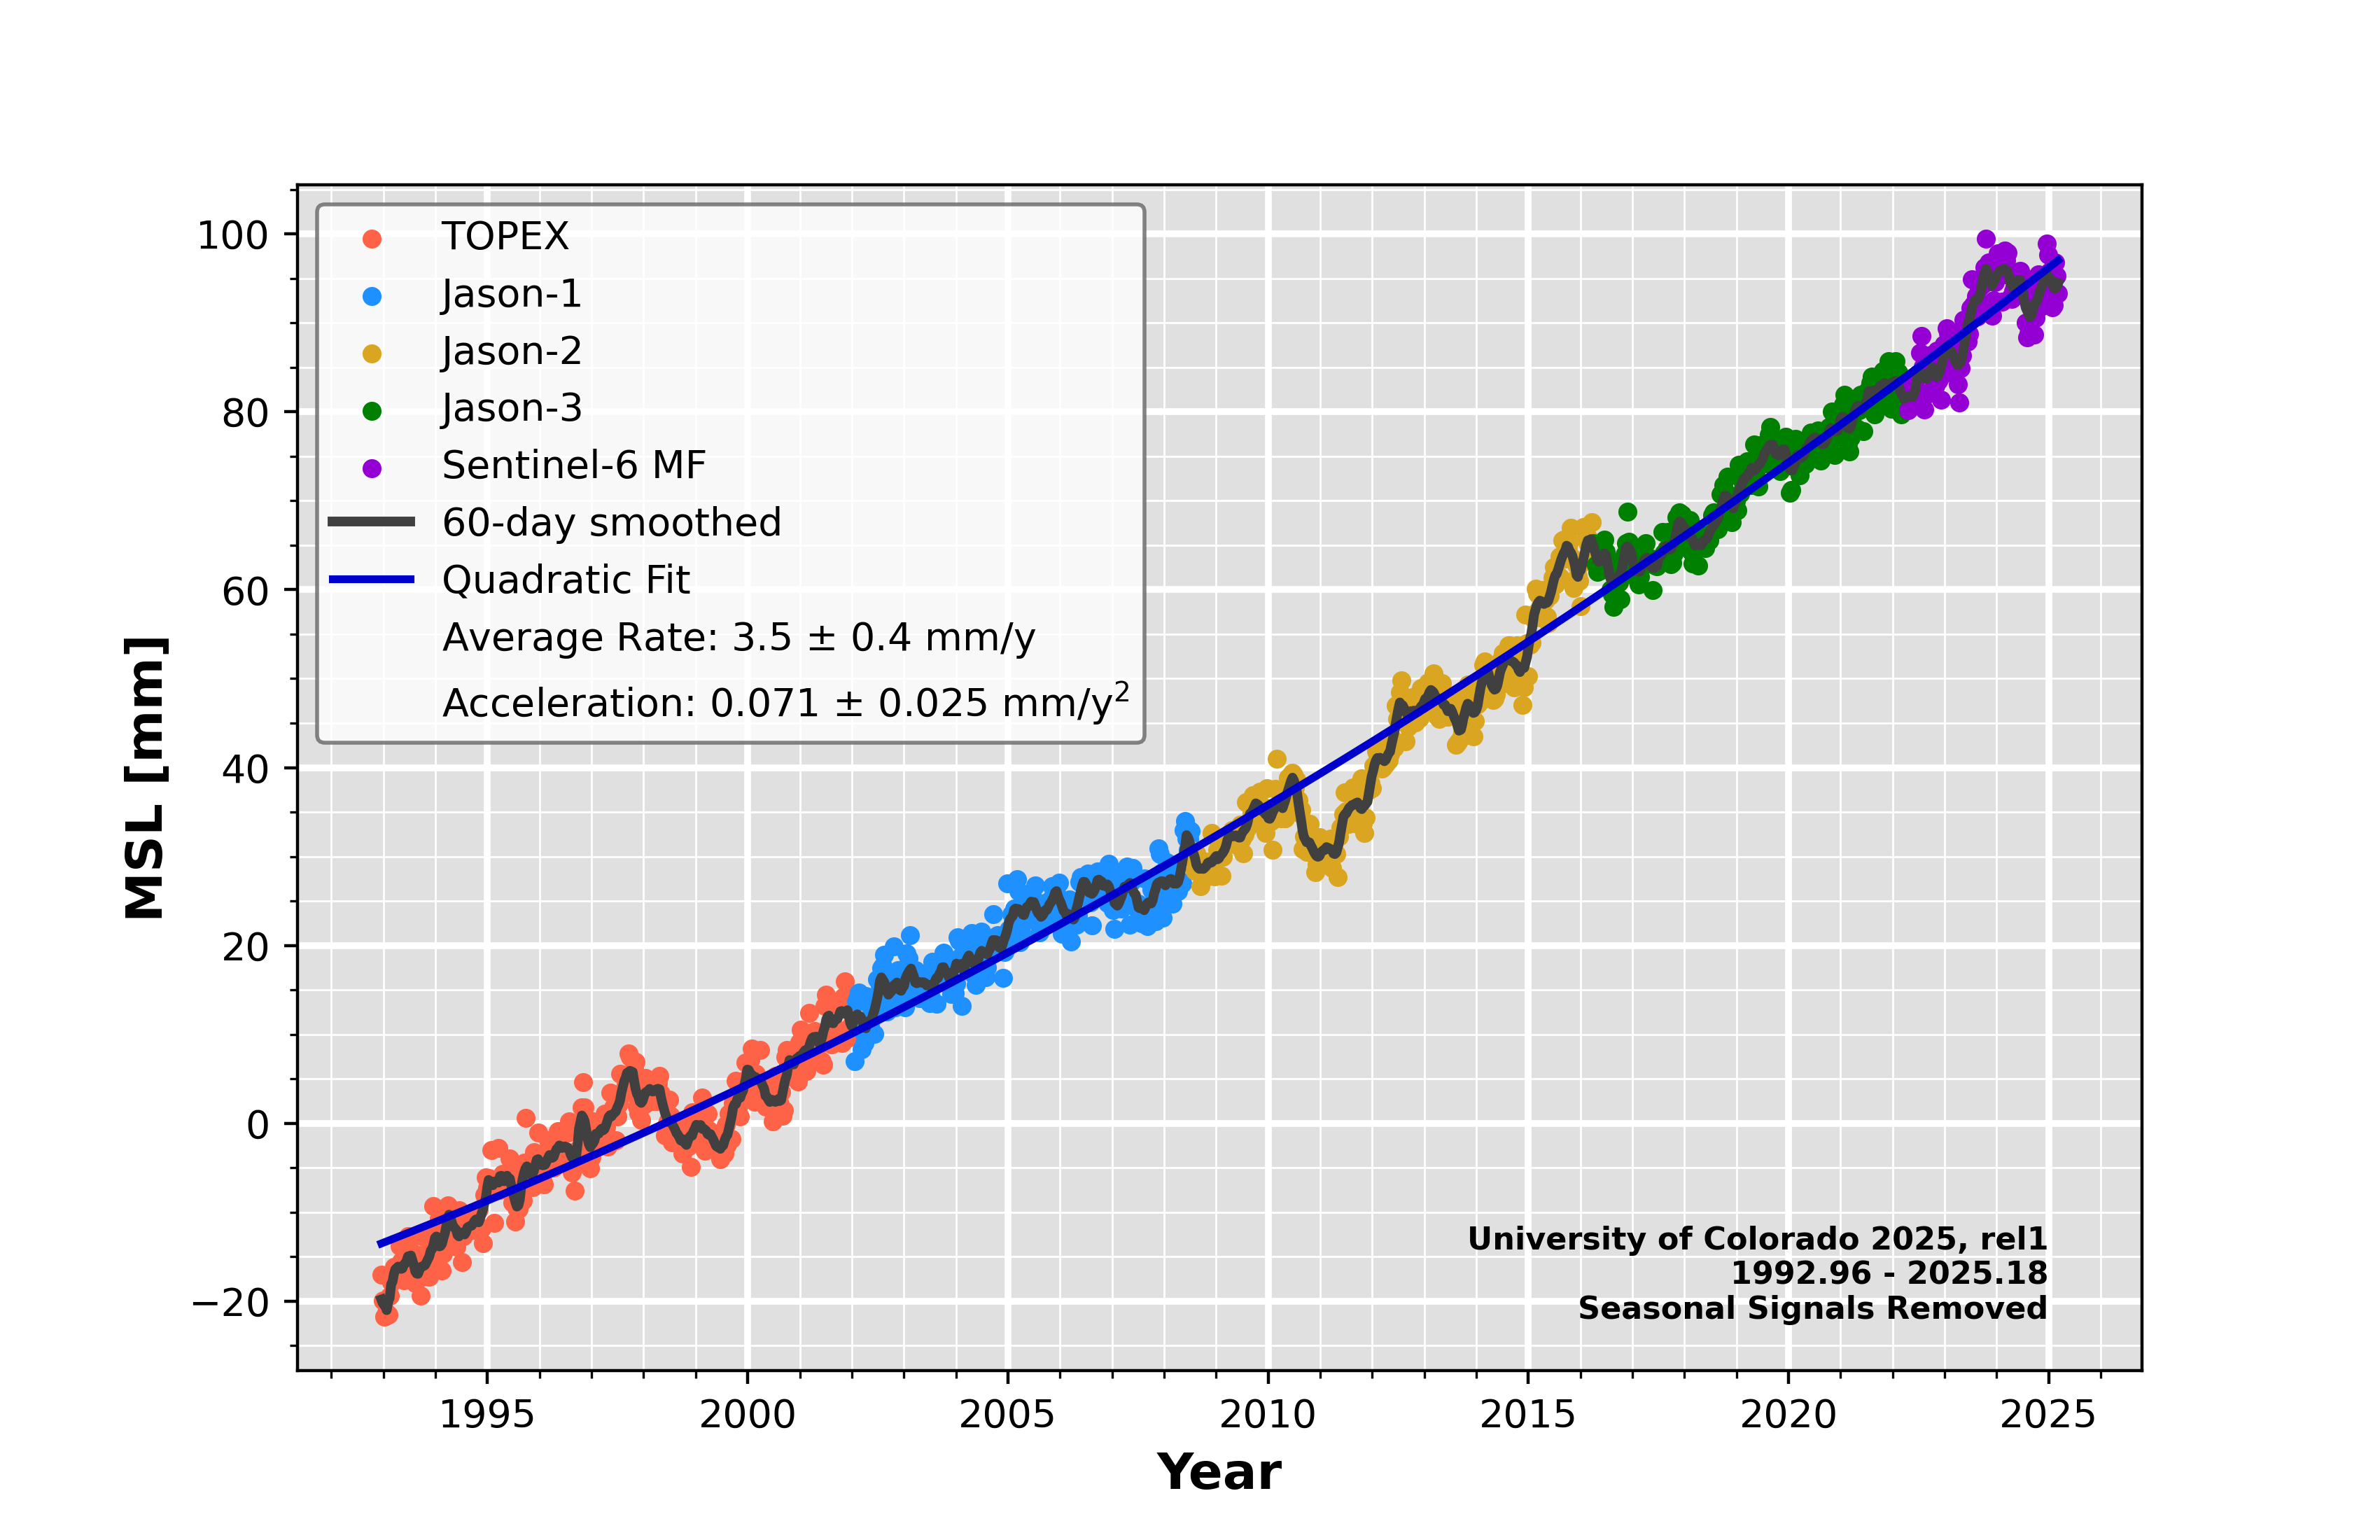 TOPEX
Jason-1
Jason-2
Jason-3
Sentinel-6 MF
60-day smoothed
Quadratic Fit
Average Rate: 3.5 ± 0.4 mm/y
Acceleration: 0.071 ± 0.025 mm/y²
100
80
60
40
20
0
−20
MSL [mm]
University of Colorado 2025, rel1
1992.96 - 2025.18
Seasonal Signals Removed
1995 2000 2005 2010 2015 2020 2025
Year